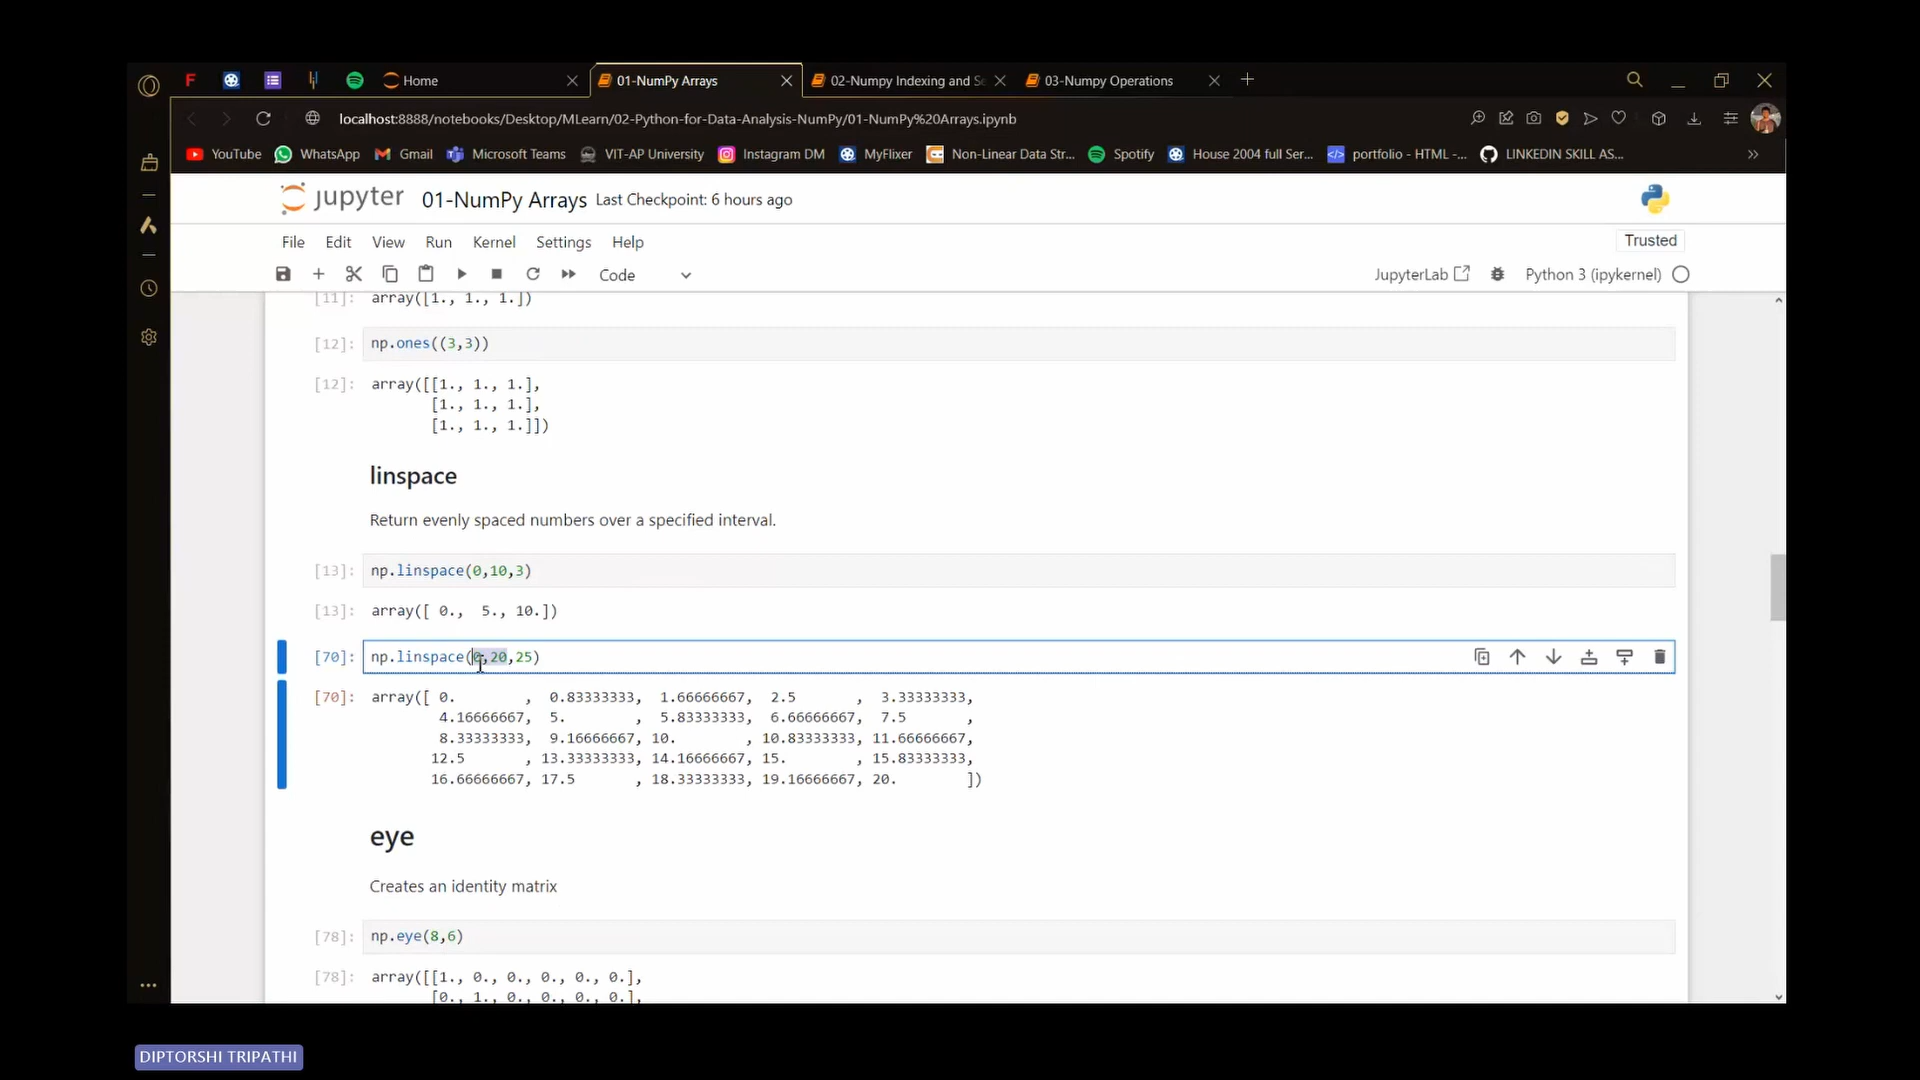 Home
01-NumPy Arrays
02-Numpy Indexing and Se
03-Numpy Operations
localhost:8888/notebooks/Desktop/MLearn/02-Python-for-Data-Analysis-NumPy/01-NumPy%20Arrays.ipynb
YouTube WhatsApp Gmail Microsoft Teams VIT-AP University Instagram DM MyFlixer Non-Linear Data Str... Spotify House 2004 full Ser... portfolio - HTML -... LINKEDIN SKILL AS...
jupyter 01-NumPy Arrays Last Checkpoint: 6 hours ago
File Edit View Run Kernel Settings Help
Trusted
Code
JupyterLab Python 3 (ipykernel)
[11]: array([1., 1., 1.])
[12]: np.ones((3,3))
[12]: array([[1., 1., 1.],
[1., 1., 1.],
[1., 1., 1.]])
linspace
Return evenly spaced numbers over a specified interval.
[13]: np.linspace(0,10,3)
[13]: array([ 0., 5., 10.])
[70]: np.linspace(0,20,25)
[70]: array([ 0. , 0.83333333, 1.66666667, 2.5 , 3.33333333,
4.16666667, 5. , 5.83333333, 6.66666667, 7.5 ,
8.33333333, 9.16666667, 10. , 10.83333333, 11.66666667,
12.5 , 13.33333333, 14.16666667, 15. , 15.83333333,
16.66666667, 17.5 , 18.33333333, 19.16666667, 20. ])
eye
Creates an identity matrix
[78]: np.eye(8,6)
[78]: array([[1., 0., 0., 0., 0., 0.],
[0., 1., 0., 0., 0., 0.],
DIPTORSHI TRIPATHI